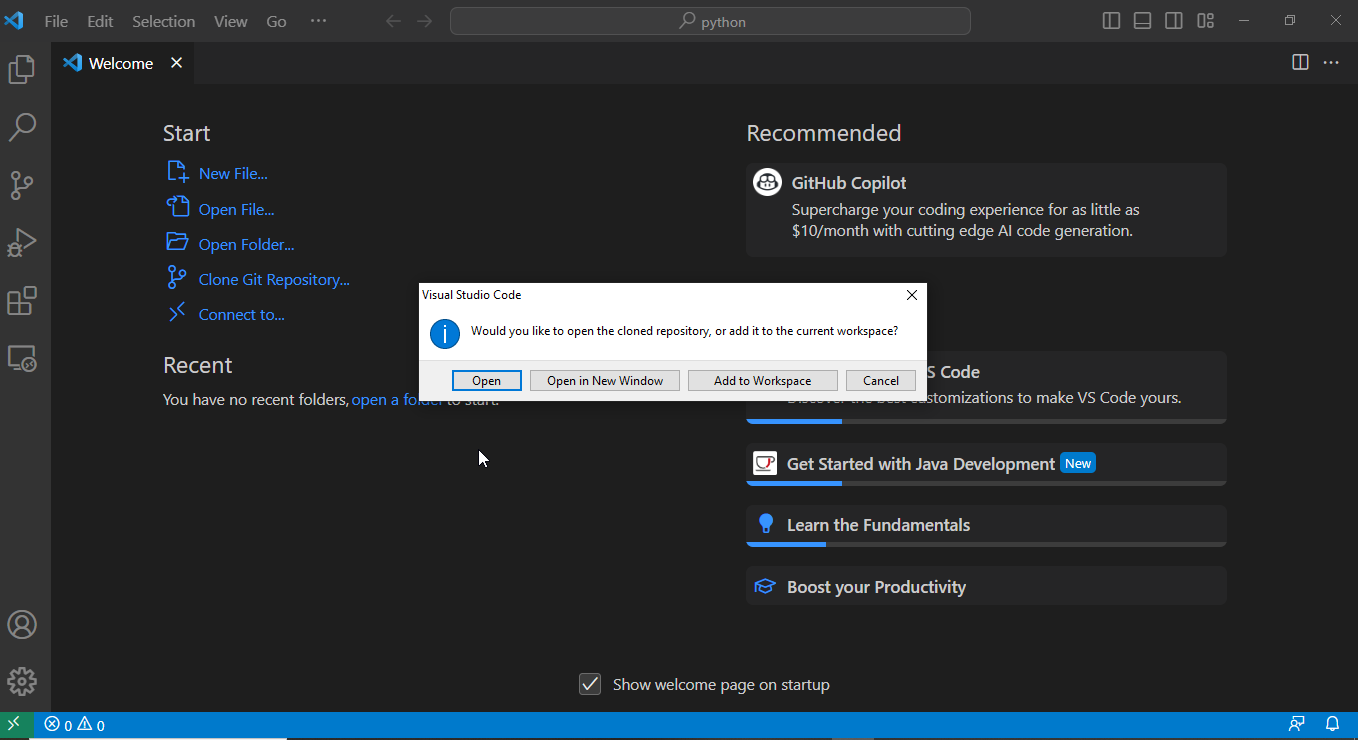 File Edit Selection View Go ···
python
Welcome
Start
New File...
Open File...
Open Folder...
Clone Git Repository...
Connect to...
Recent
You have no recent folders, open a folder to start.
Recommended
GitHub Copilot
Supercharge your coding experience for as little as
$10/month with cutting edge AI code generation.
Visual Studio Code
Would you like to open the cloned repository, or add it to the current workspace?
Open Open in New Window Add to Workspace Cancel
S Code
Discover the best customizations to make VS Code yours.
Get Started with Java Development New
Learn the Fundamentals
Boost your Productivity
Show welcome page on startup
0 0